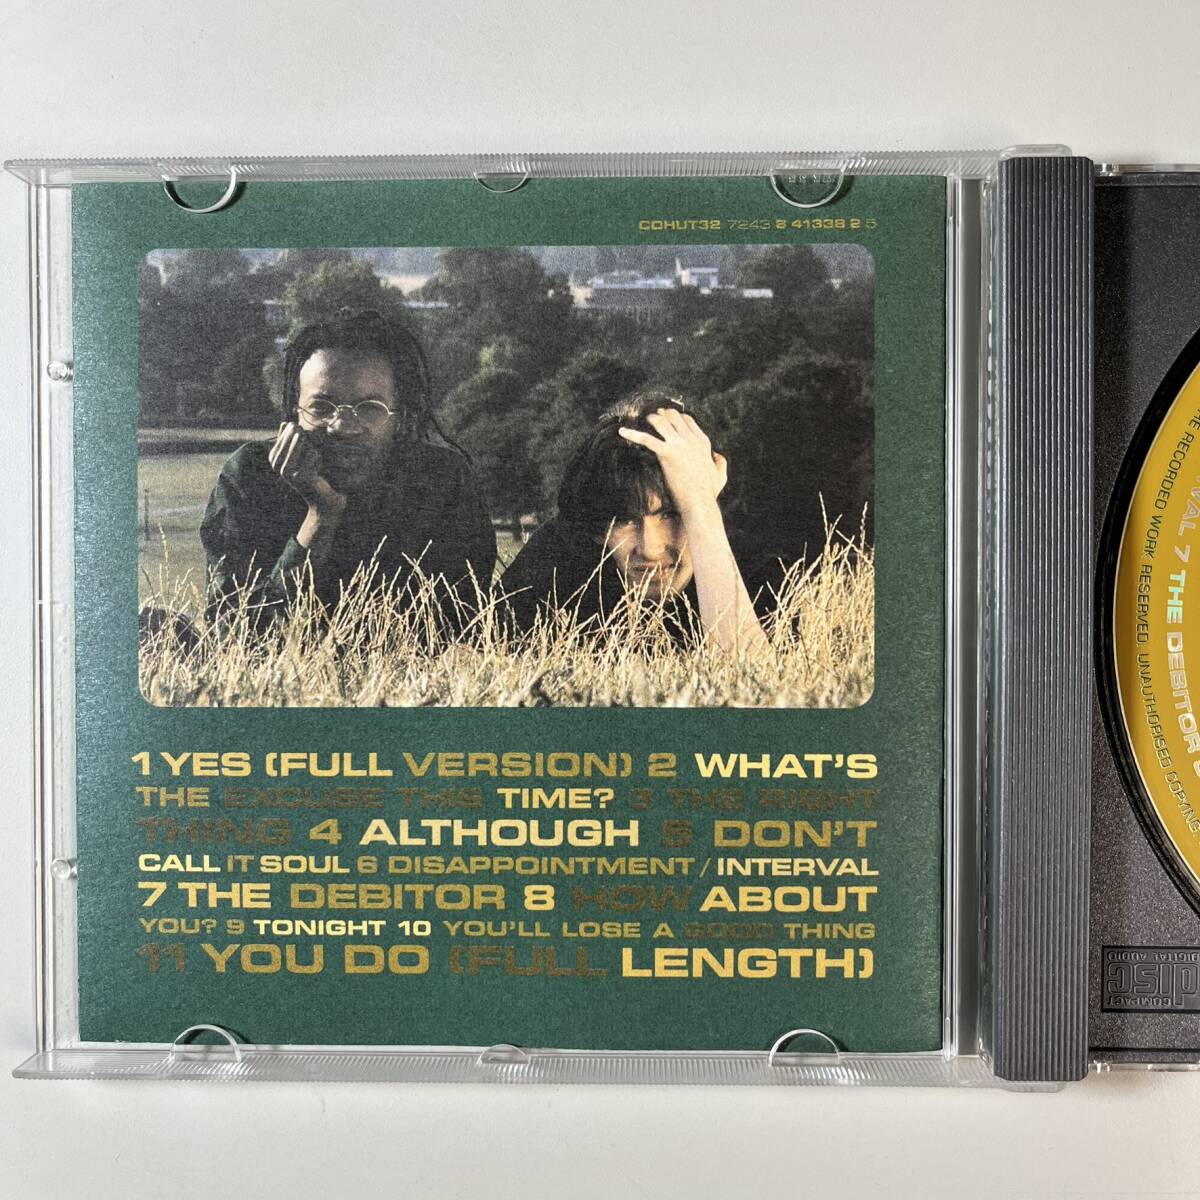 CDHUT32 7243 8 41338 2 5
1 YES (FULL VERSION) 2 WHAT'S
THE EXCUSE THIS TIME? 3 THE RIGHT
THING 4 ALTHOUGH 5 DON'T
CALL IT SOUL 6 DISAPPOINTMENT / INTERVAL
7 THE DEBITOR 8 HOW ABOUT
YOU? 9 TONIGHT 10 YOU'LL LOSE A GOOD THING
11 YOU DO (FULL LENGTH)
RECORDED WORK RESERVED. UNAUTHORISED COPYING
VAL 7 THE DEBITOR
disc
COMPACT
DIGITAL AUDIO